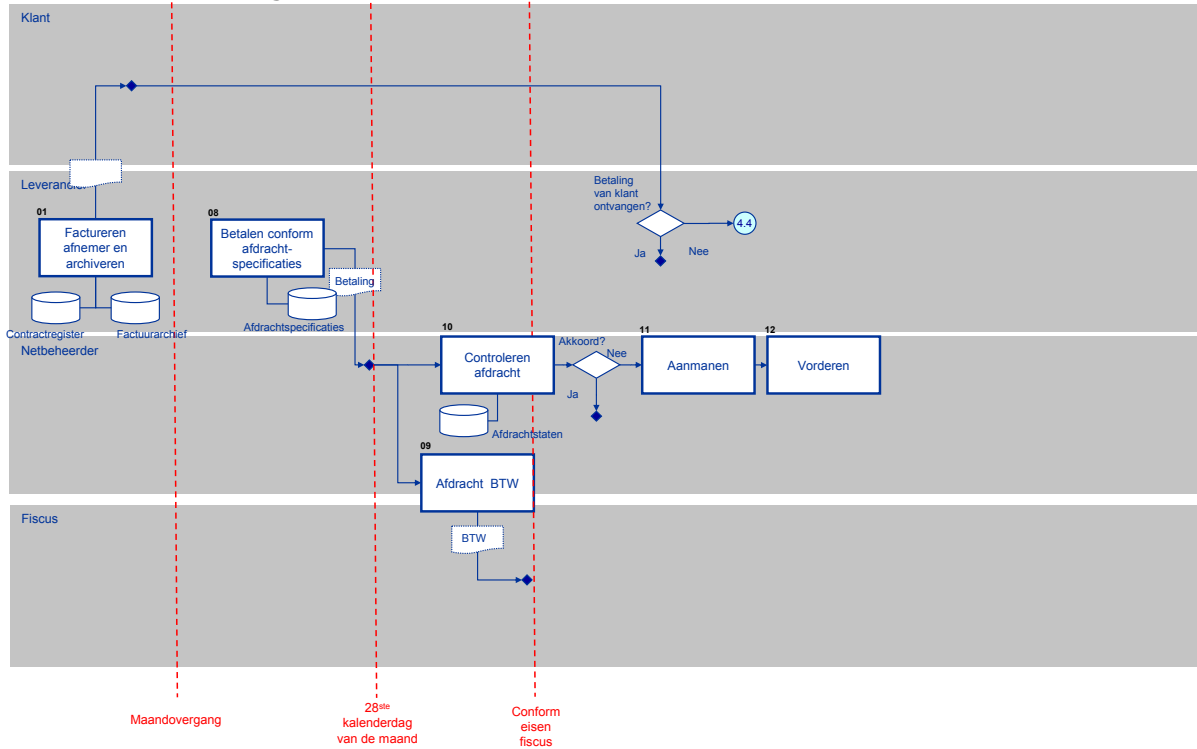 Klant
Leverancier
01
Factureren
afnemer en
archiveren
Contractregister
Factuurarchief
08
Betalen conform
afdracht-
specificaties
Betaling
Afdrachtspecificaties
Betaling
van klant
ontvangen?
4.4
Ja
Nee
Netbeheerder
10
Controleren
afdracht
Afdrachtstaten
Akkoord?
Nee
Ja
11
Aanmanen
12
Vorderen
09
Afdracht BTW
Fiscus
BTW
Maandovergang
28ste
kalenderdag
van de maand
Conform
eisen
fiscus